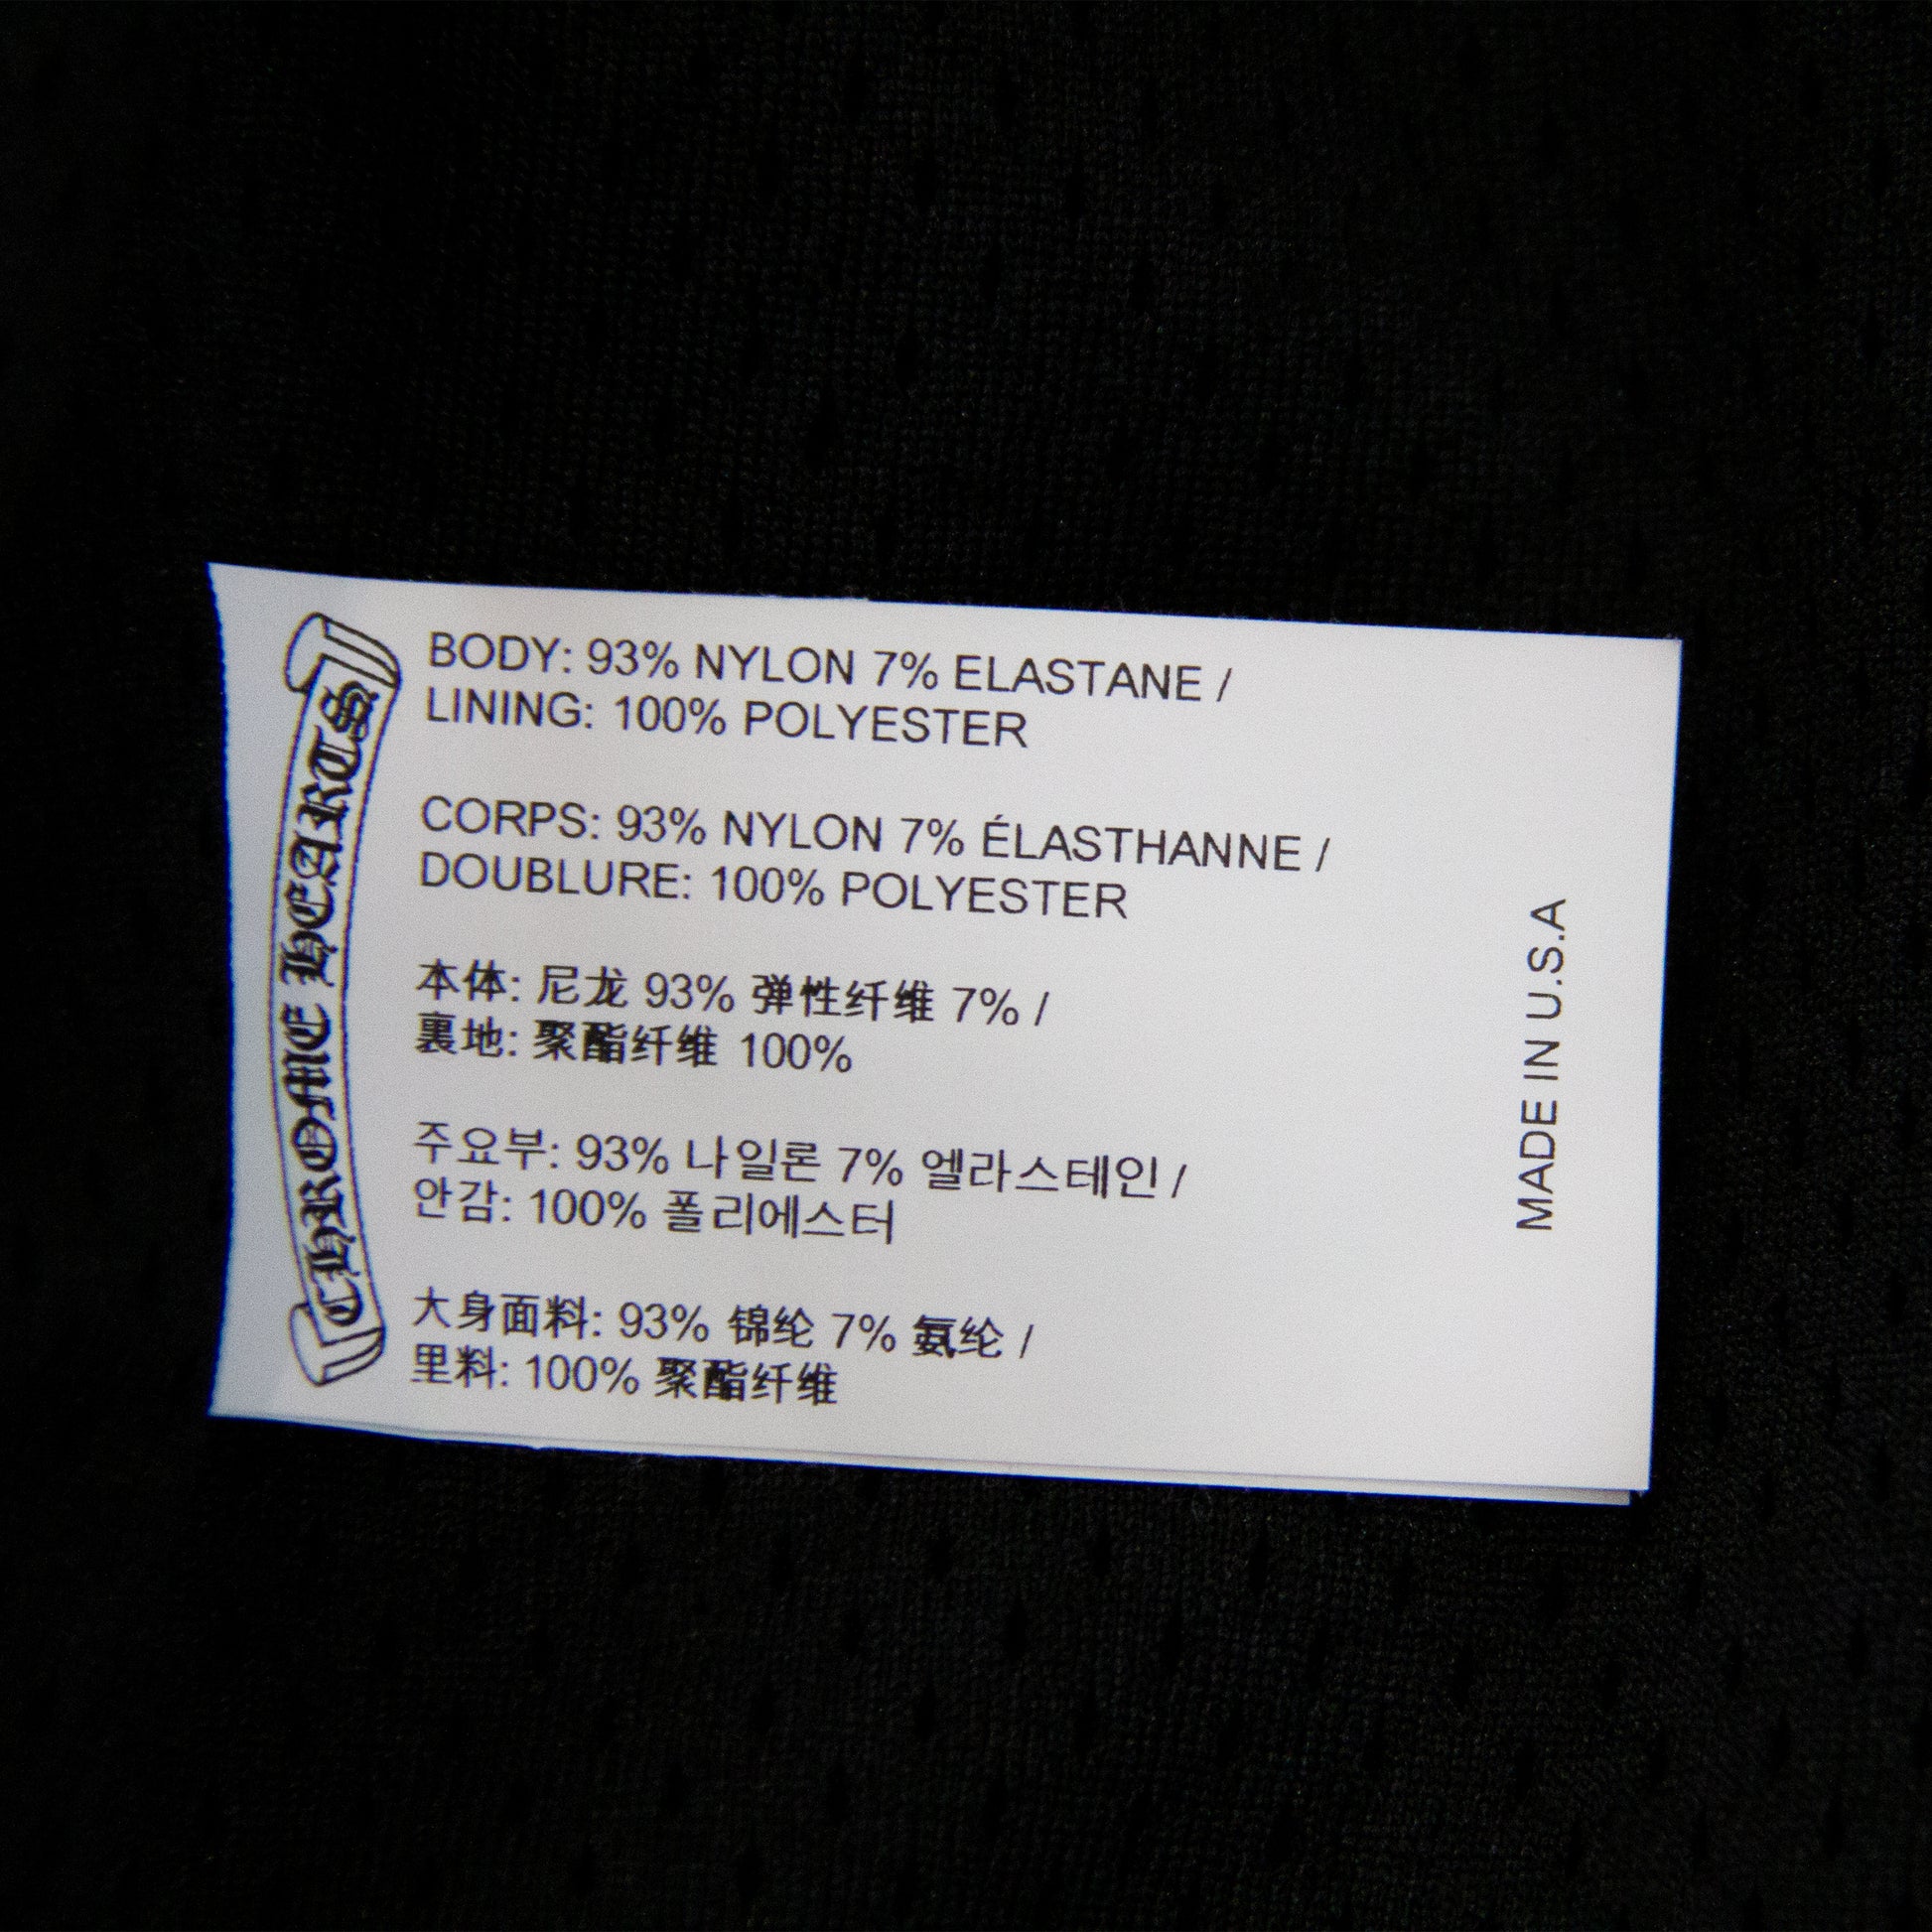 CHROME HEARTS
BODY: 93% NYLON 7% ELASTANE /
LINING: 100% POLYESTER
CORPS: 93% NYLON 7% ÉLASTHANNE /
DOUBLURE: 100% POLYESTER
本体: 尼龙 93% 弹性纤维 7% /
裏地: 聚酯纤维 100%
주요부: 93% 나일론 7% 엘라스테인 /
안감: 100% 폴리에스터
大身面料: 93% 锦纶 7% 氨纶 /
里料: 100% 聚酯纤维
MADE IN U.S.A